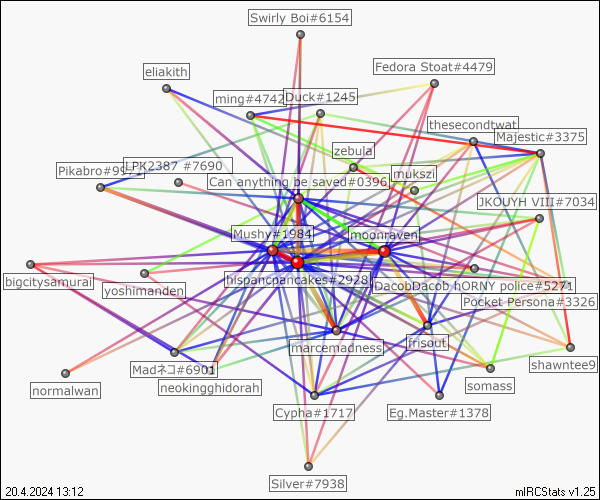 Swirly Boi#6154
Fedora Stoat#4479
eliakith
ming#4742
Duck#1245
thesecondtwat
Majestic#3375
zebula
LPK2387 #7690
mukszi
Can anything be saved#0396
JKOUYH VIII#7034
Mushy#1984
moonraven
bigcitysamurai
yoshimanden
hispancpancakes#2928
DacobDacob hORNY police#5271
Pocket Persona#3326
marcemadness
frisout
Madネコ#6901
shawntee9
normalwan
neokingghidorah
somass
Cypha#1717
Eg.Master#1378
Silver#7938
20.4.2024 13:12
mIRCStats v1.25